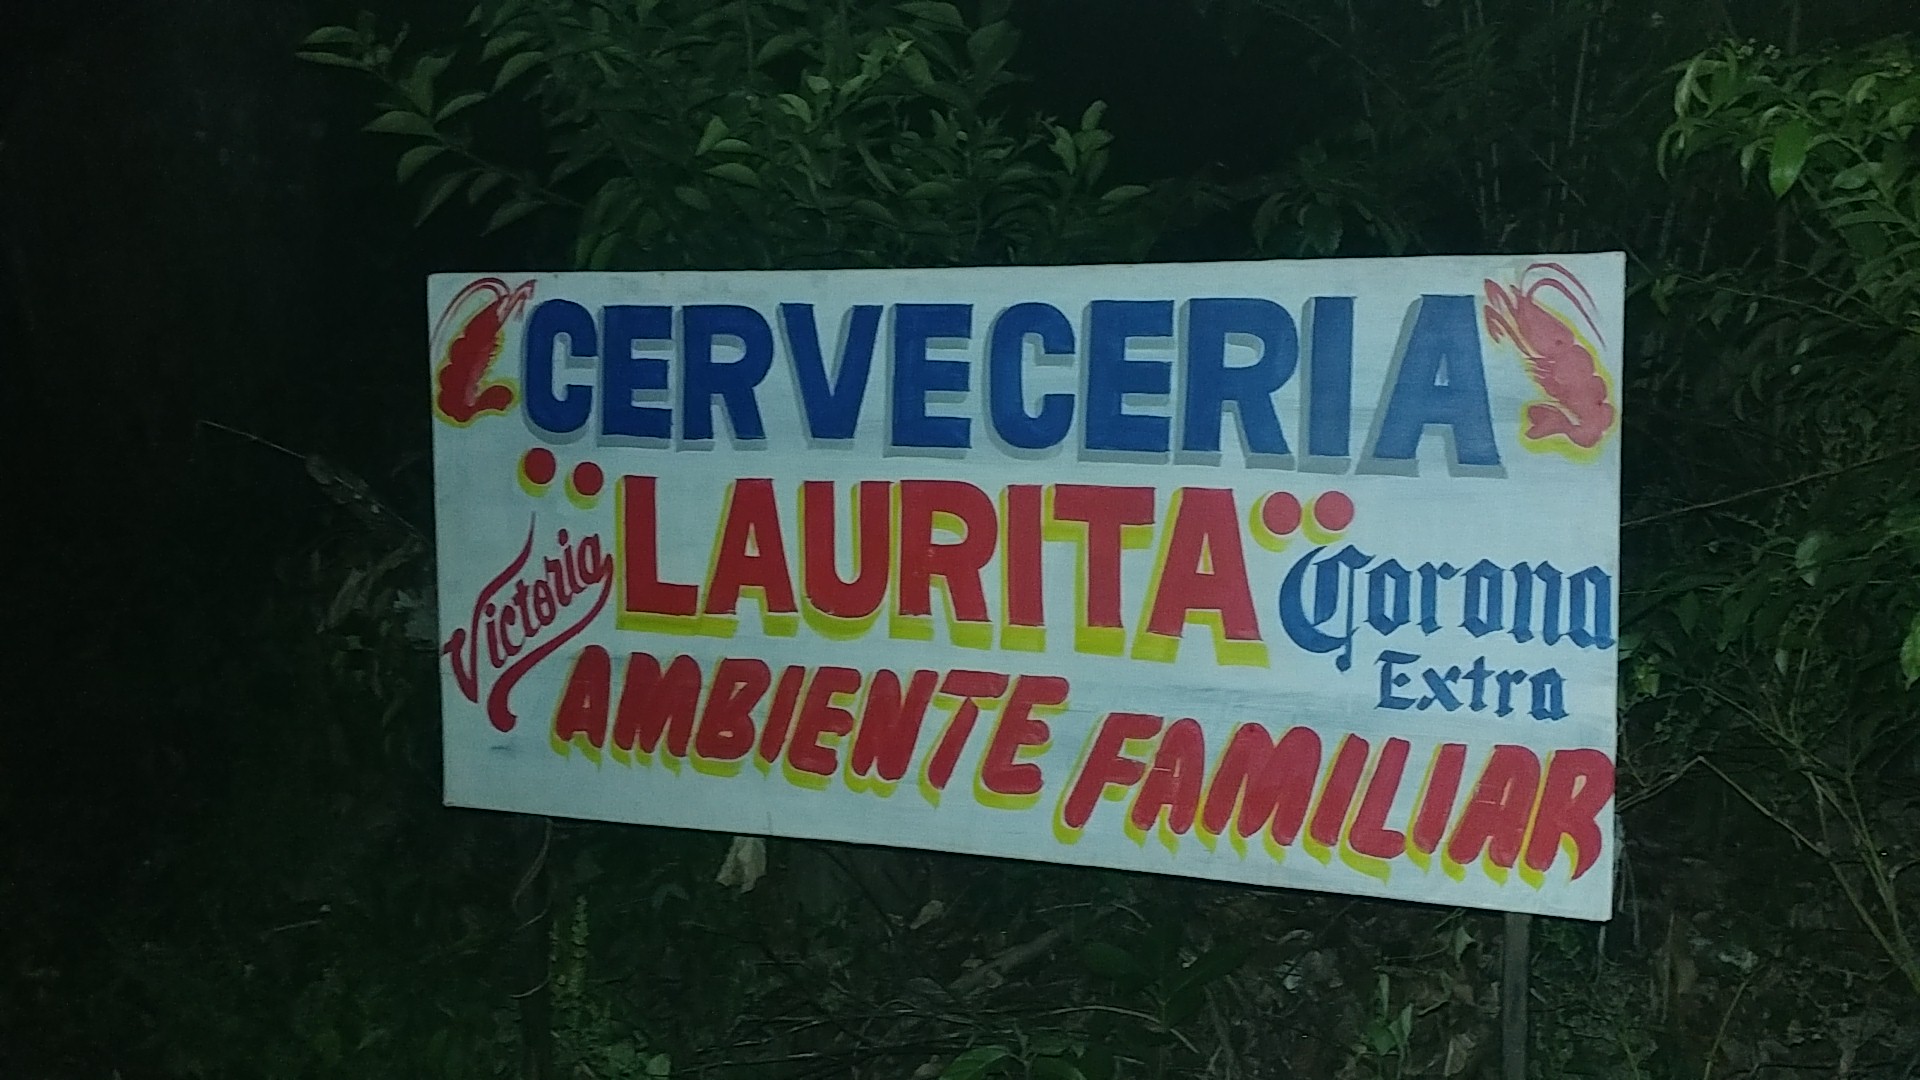 CERVECERIA
¨LAURITA¨
Victoria
Corona
Extra
AMBIENTE FAMILIAR